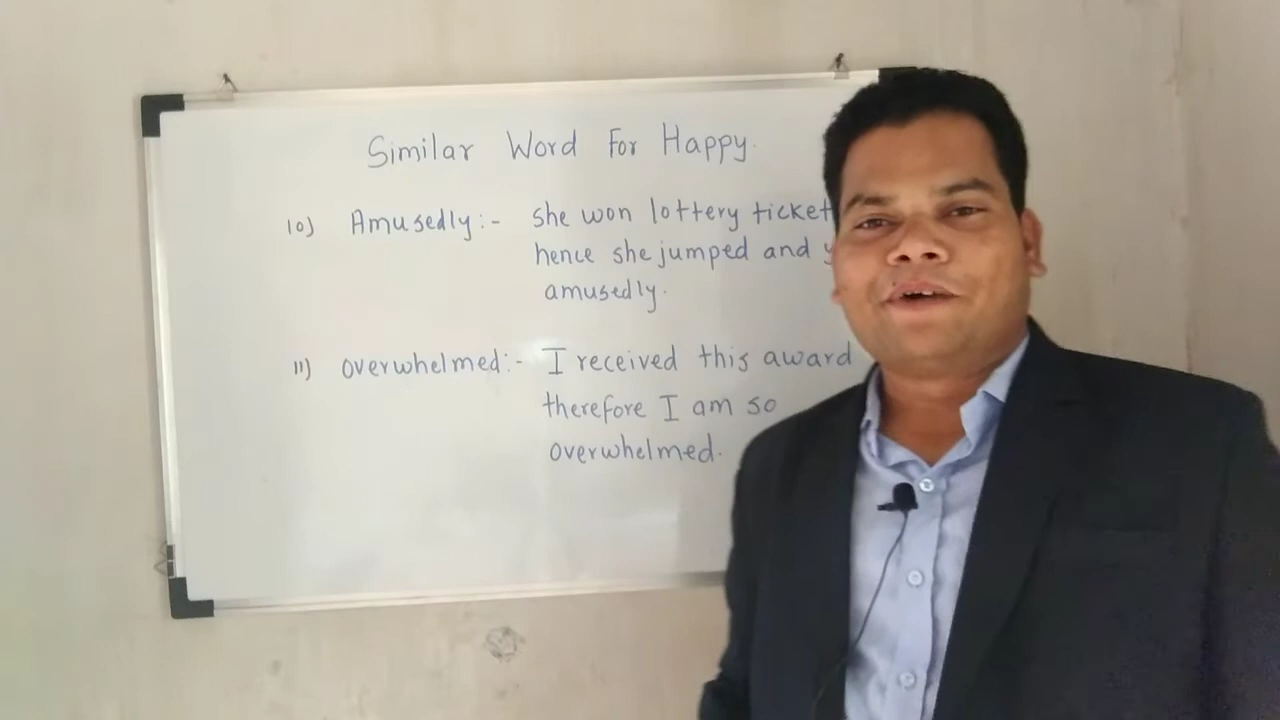 Similar Word For Happy.
10) Amusedly:- she won lottery ticket
hence she jumped and
amusedly.
11) overwhelmed:- I received this award
therefore I am so
overwhelmed.